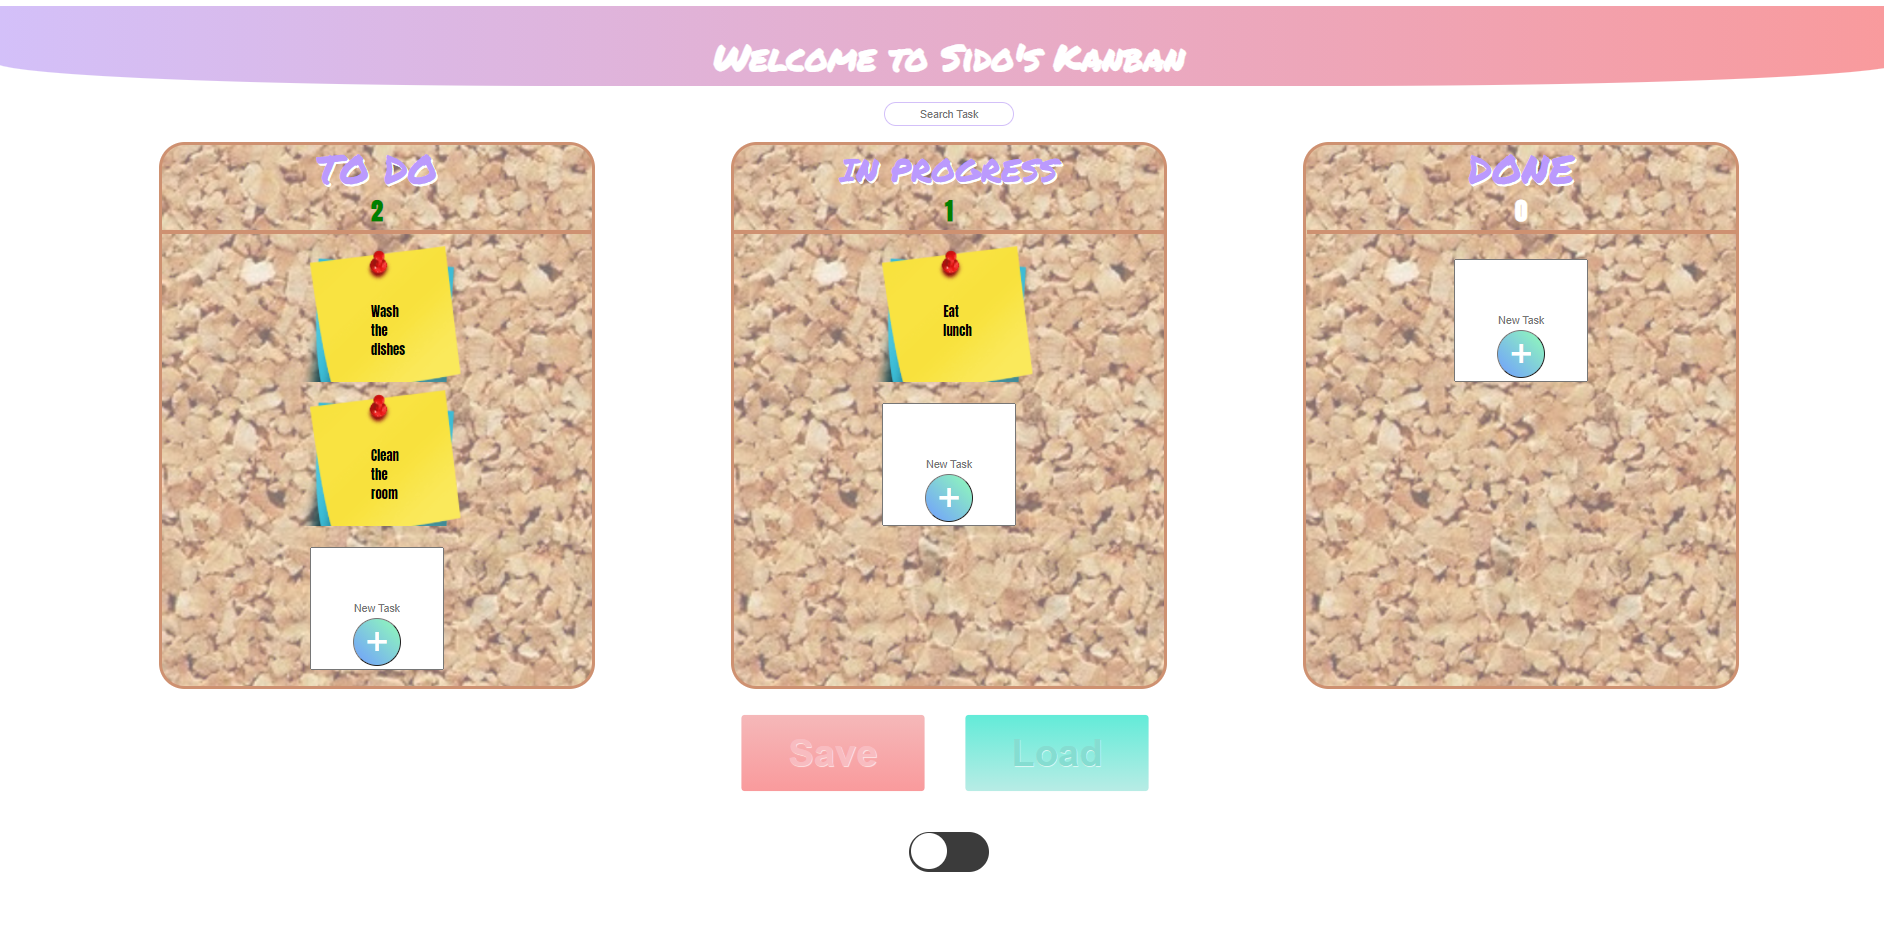 Welcome to Sido's Kanban
Search Task
TO DO
2
Wash
the
dishes
Clean
the
room
New Task
+
IN PROGRESS
1
Eat
lunch
New Task
+
DONE
0
New Task
+
Save
Load